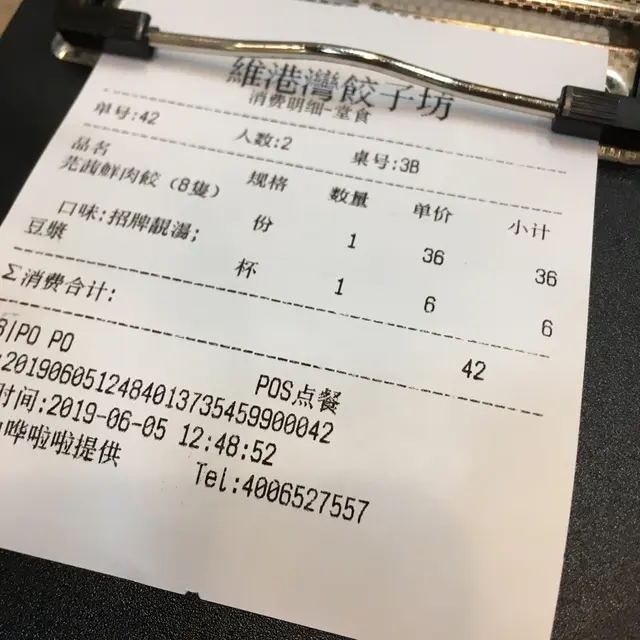 維港灣餃子坊
消费明细-堂食
单号:42 人数:2 桌号:3B
品名 规格 数量 单价 小计
芫茜鮮肉餃（8隻） 份 1 36 36
口味:招牌靚湯;
豆漿 杯 1 6 6
Σ消费合计: 42
PO PO POS点餐
:2019060512484013735459900042
时间:2019-06-05 12:48:52
哗啦啦提供 Tel:4006527557